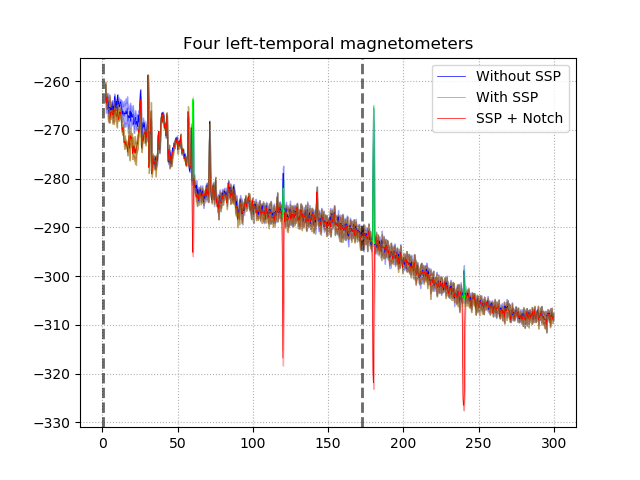 Four left-temporal magnetometers
Without SSP
With SSP
SSP + Notch
−260
−270
−280
−290
−300
−310
−320
−330
0 50 100 150 200 250 300